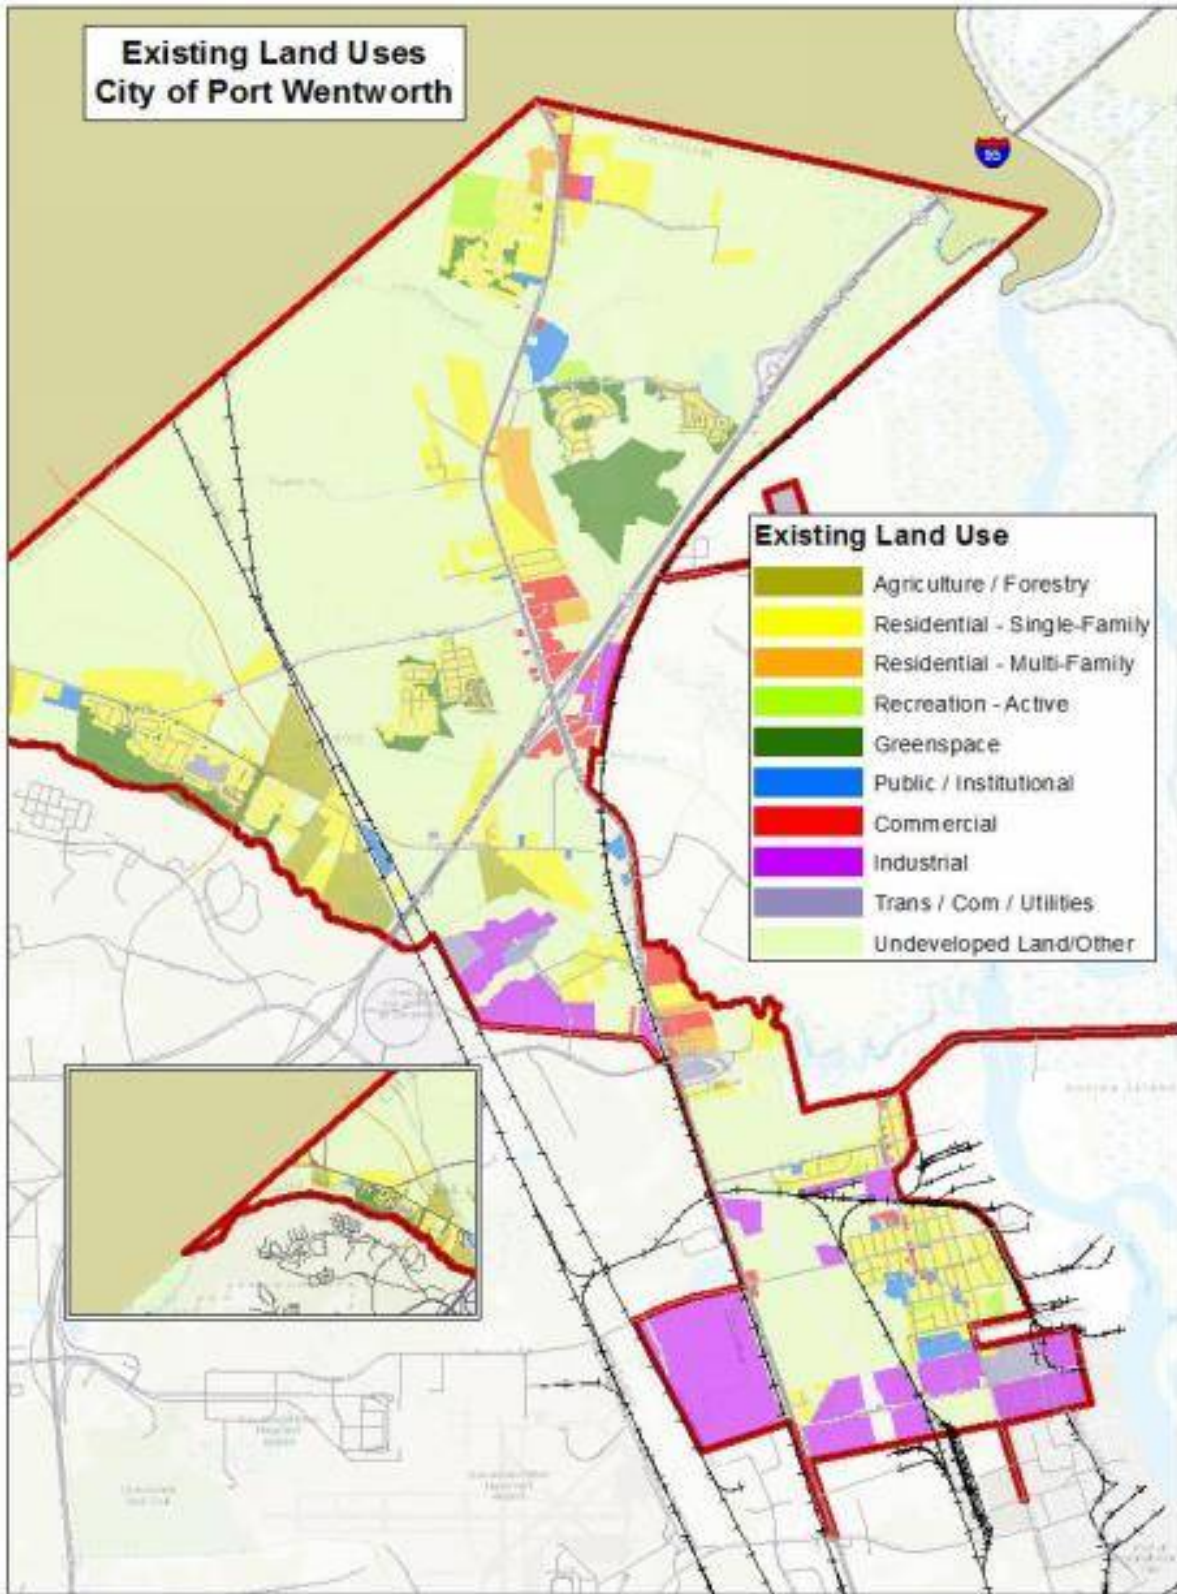 Existing Land Uses
City of Port Wentworth
95
Existing Land Use
Agriculture / Forestry
Residential - Single-Family
Residential - Multi-Family
Recreation - Active
Greenspace
Public / Institutional
Commercial
Industrial
Trans / Com / Utilities
Undeveloped Land/Other